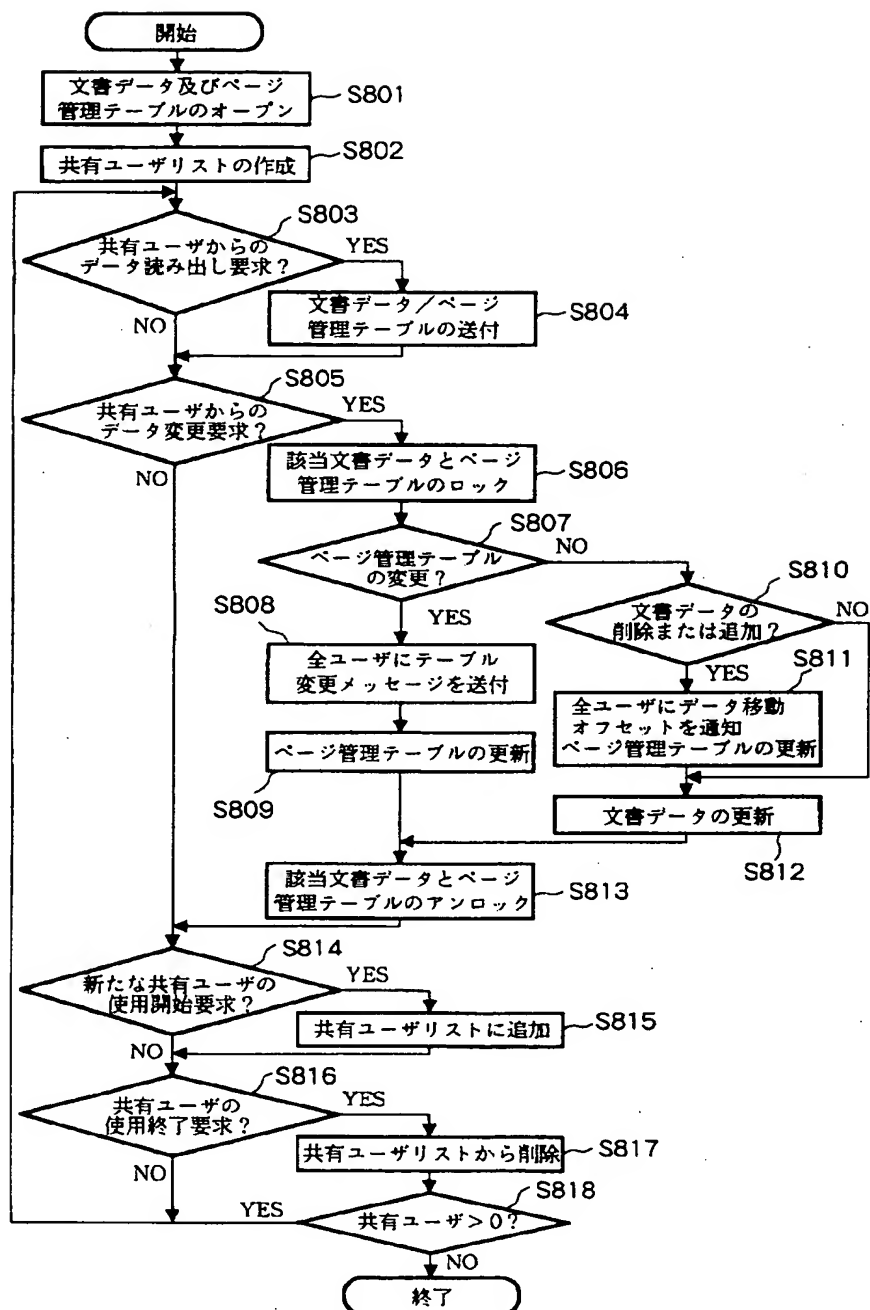 開始
文書データ及びページ
管理テーブルのオープン
S801
共有ユーザリストの作成
S802
S803
共有ユーザからの
データ読み出し要求？
YES
NO
文書データ／ページ
管理テーブルの送付
S804
S805
共有ユーザからの
データ変更要求？
YES
NO
該当文書データとページ
管理テーブルのロック
S806
S807
ページ管理テーブル
の変更？
NO
YES
S808
全ユーザにテーブル
変更メッセージを送付
ページ管理テーブルの更新
S809
S810
文書データの
削除または追加？
NO
YES
S811
全ユーザにデータ移動
オフセットを通知
ページ管理テーブルの更新
文書データの更新
S812
該当文書データとページ
管理テーブルのアンロック
S813
S814
新たな共有ユーザの
使用開始要求？
YES
NO
共有ユーザリストに追加
S815
S816
共有ユーザの
使用終了要求？
YES
NO
共有ユーザリストから削除
S817
S818
共有ユーザ＞0？
YES
NO
終了